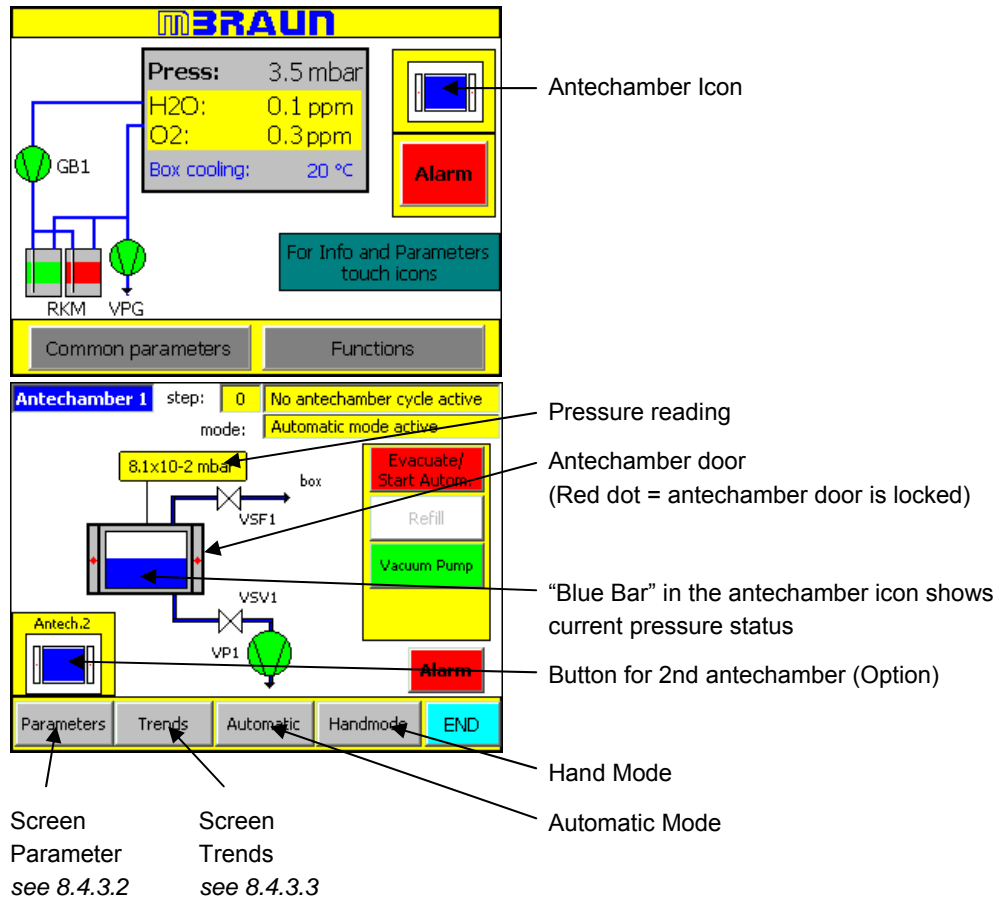 MBRAUN
Press: 3.5 mbar
H2O: 0.1 ppm
O2: 0.3 ppm
Box cooling: 20 °C
Alarm
GB1
For Info and Parameters
touch icons
RKM VPG
Common parameters Functions
Antechamber Icon
Antechamber 1 step: 0 No antechamber cycle active
mode: Automatic mode active
8.1x10-2 mbar
Evacuate/
Start Autom.
box
VSF1
Refill
Vacuum Pump
VSV1
Antech.2
VP1
Alarm
Parameters Trends Automatic Handmode END
Pressure reading
Antechamber door
(Red dot = antechamber door is locked)
“Blue Bar” in the antechamber icon shows
current pressure status
Button for 2nd antechamber (Option)
Hand Mode
Automatic Mode
Screen
Parameter
see 8.4.3.2
Screen
Trends
see 8.4.3.3